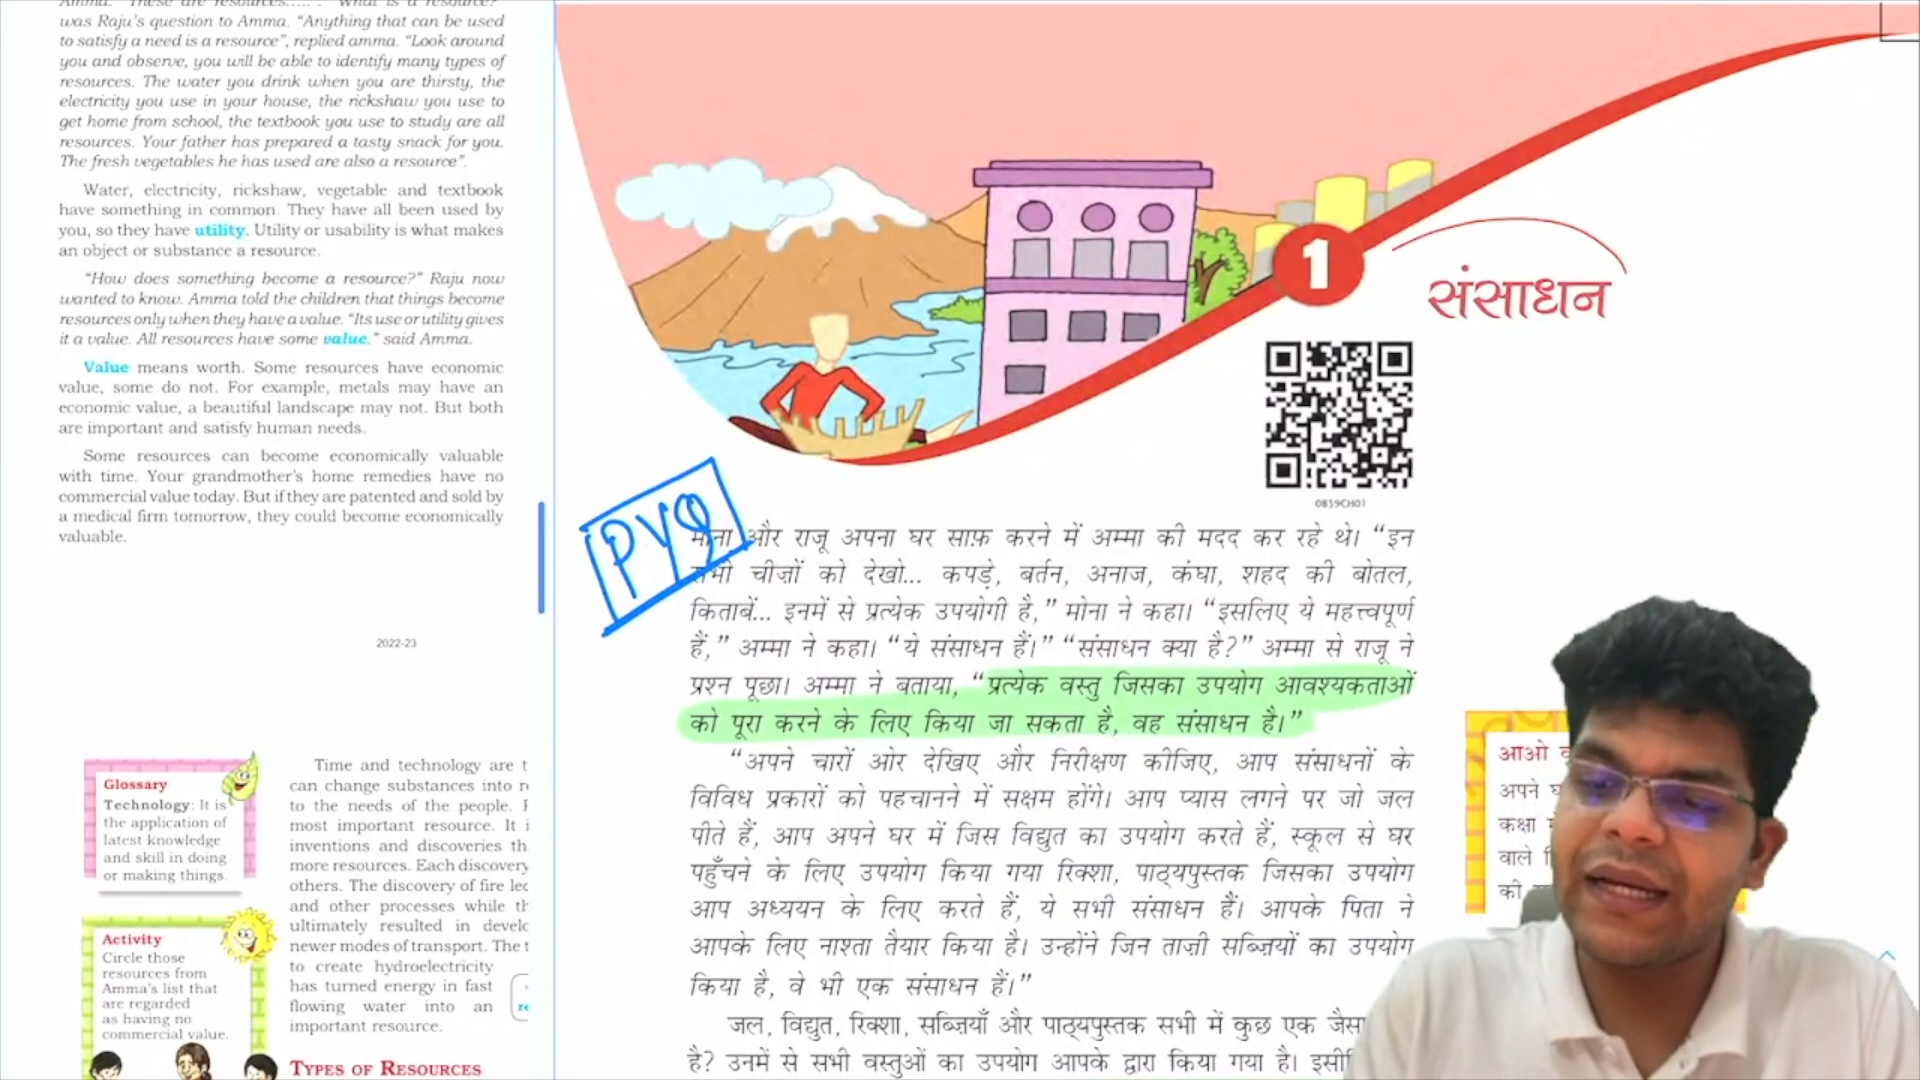 was Raju's question to Amma. "Anything that can be used
to satisfy a need is a resource", replied amma. "Look around
you and observe, you will be able to identify many types of
resources. The water you drink when you are thirsty, the
electricity you use in your house, the rickshaw you use to
get home from school, the textbook you use to study are all
resources. Your father has prepared a tasty snack for you.
The fresh vegetables he has used are also a resource".
Water, electricity, rickshaw, vegetable and textbook
have something in common. They have all been used by
you, so they have utility. Utility or usability is what makes
an object or substance a resource.
"How does something become a resource?" Raju now
wanted to know. Amma told the children that things become
resources only when they have a value. "Its use or utility gives
it a value. All resources have some value." said Amma.
Value means worth. Some resources have economic
value, some do not. For example, metals may have an
economic value, a beautiful landscape may not. But both
are important and satisfy human needs.
Some resources can become economically valuable
with time. Your grandmother's home remedies have no
commercial value today. But if they are patented and sold by
a medical firm tomorrow, they could become economically
valuable.
2022-23
Glossary
Technology: It is
the application of
latest knowledge
and skill in doing
or making things.
Activity
Circle those
resources from
Amma's list that
are regarded
as having no
commercial value.
Time and technology are
can change substances into
to the needs of the people.
most important resource. It
inventions and discoveries
more resources. Each discovery
others. The discovery of fire
and other processes while
ultimately resulted in
newer modes of transport. The
to create hydroelectricity
has turned energy in fast
flowing water into an
important resource.
TYPES OF RESOURCES
1
संसाधन
0859CH01
PYQ
मोना और राजू अपना घर साफ़ करने में अम्मा की मदद कर रहे थे। “इन
सभी चीज़ों को देखो... कपड़े, बर्तन, अनाज, कंघा, शहद की बोतल,
किताबें... इनमें से प्रत्येक उपयोगी है,” मोना ने कहा। “इसलिए ये महत्त्वपूर्ण
हैं,” अम्मा ने कहा। “ये संसाधन हैं।” “संसाधन क्या है?” अम्मा से राजू ने
प्रश्न पूछा। अम्मा ने बताया, “प्रत्येक वस्तु जिसका उपयोग आवश्यकताओं
को पूरा करने के लिए किया जा सकता है, वह संसाधन है।”
“अपने चारों ओर देखिए और निरीक्षण कीजिए, आप संसाधनों के
विविध प्रकारों को पहचानने में सक्षम होंगे। आप प्यास लगने पर जो जल
पीते हैं, आप अपने घर में जिस विद्युत का उपयोग करते हैं, स्कूल से घर
पहुँचने के लिए उपयोग किया गया रिक्शा, पाठ्यपुस्तक जिसका उपयोग
आप अध्ययन के लिए करते हैं, ये सभी संसाधन हैं। आपके पिता ने
आपके लिए नाश्ता तैयार किया है। उन्होंने जिन ताज़ी सब्ज़ियों का उपयोग
किया है, वे भी एक संसाधन हैं।”
जल, विद्युत, रिक्शा, सब्ज़ियाँ और पाठ्यपुस्तक सभी में कुछ एक
है? उनमें से सभी वस्तुओं का उपयोग आपके द्वारा किया गया है।
आओ
अपने
कक्षा
वाले
की